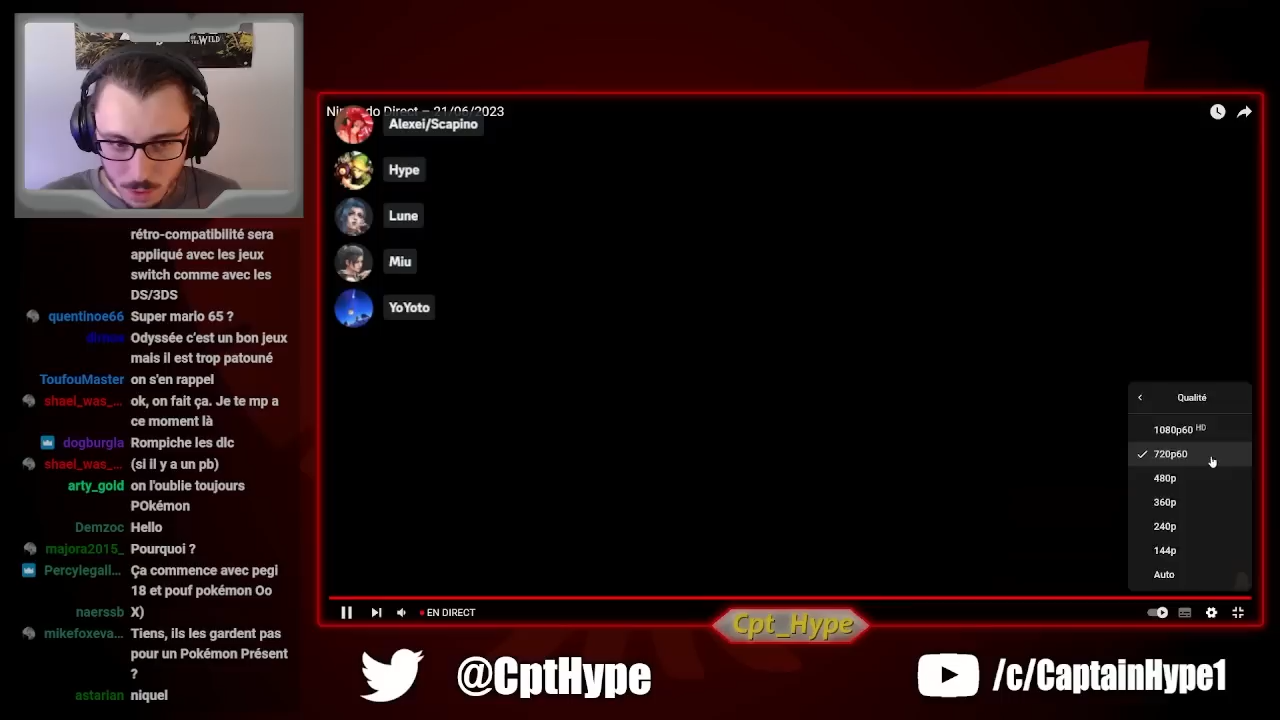 OF THE WILD
rétro-compatibilité sera
appliqué avec les jeux
switch comme avec les
DS/3DS
quentinoe66 Super mario 65 ?
Odyssée c’est un bon jeux
mais il est trop patouné
ToufouMaster on s'en rappel
shael_was_... ok, on fait ça. Je te mp a
ce moment là
dogburgla Rompiche les dlc
shael_was_... (si il y a un pb)
arty_gold on l'oublie toujours
POkémon
Demzoc Hello
majora2015_ Pourquoi ?
Percylegall... Ça commence avec pegi
18 et pouf pokémon Oo
naerssb X)
mikefoxeva... Tiens, ils les gardent pas
pour un Pokémon Présent
?
astarian niquel
Nintendo Direct – 21/06/2023
Alexei/Scapino
Hype
Lune
Miu
YoYoto
Qualité
1080p60 HD
720p60
480p
360p
240p
144p
Auto
EN DIRECT
Cpt_Hype
@CptHype
/c/CaptainHype1